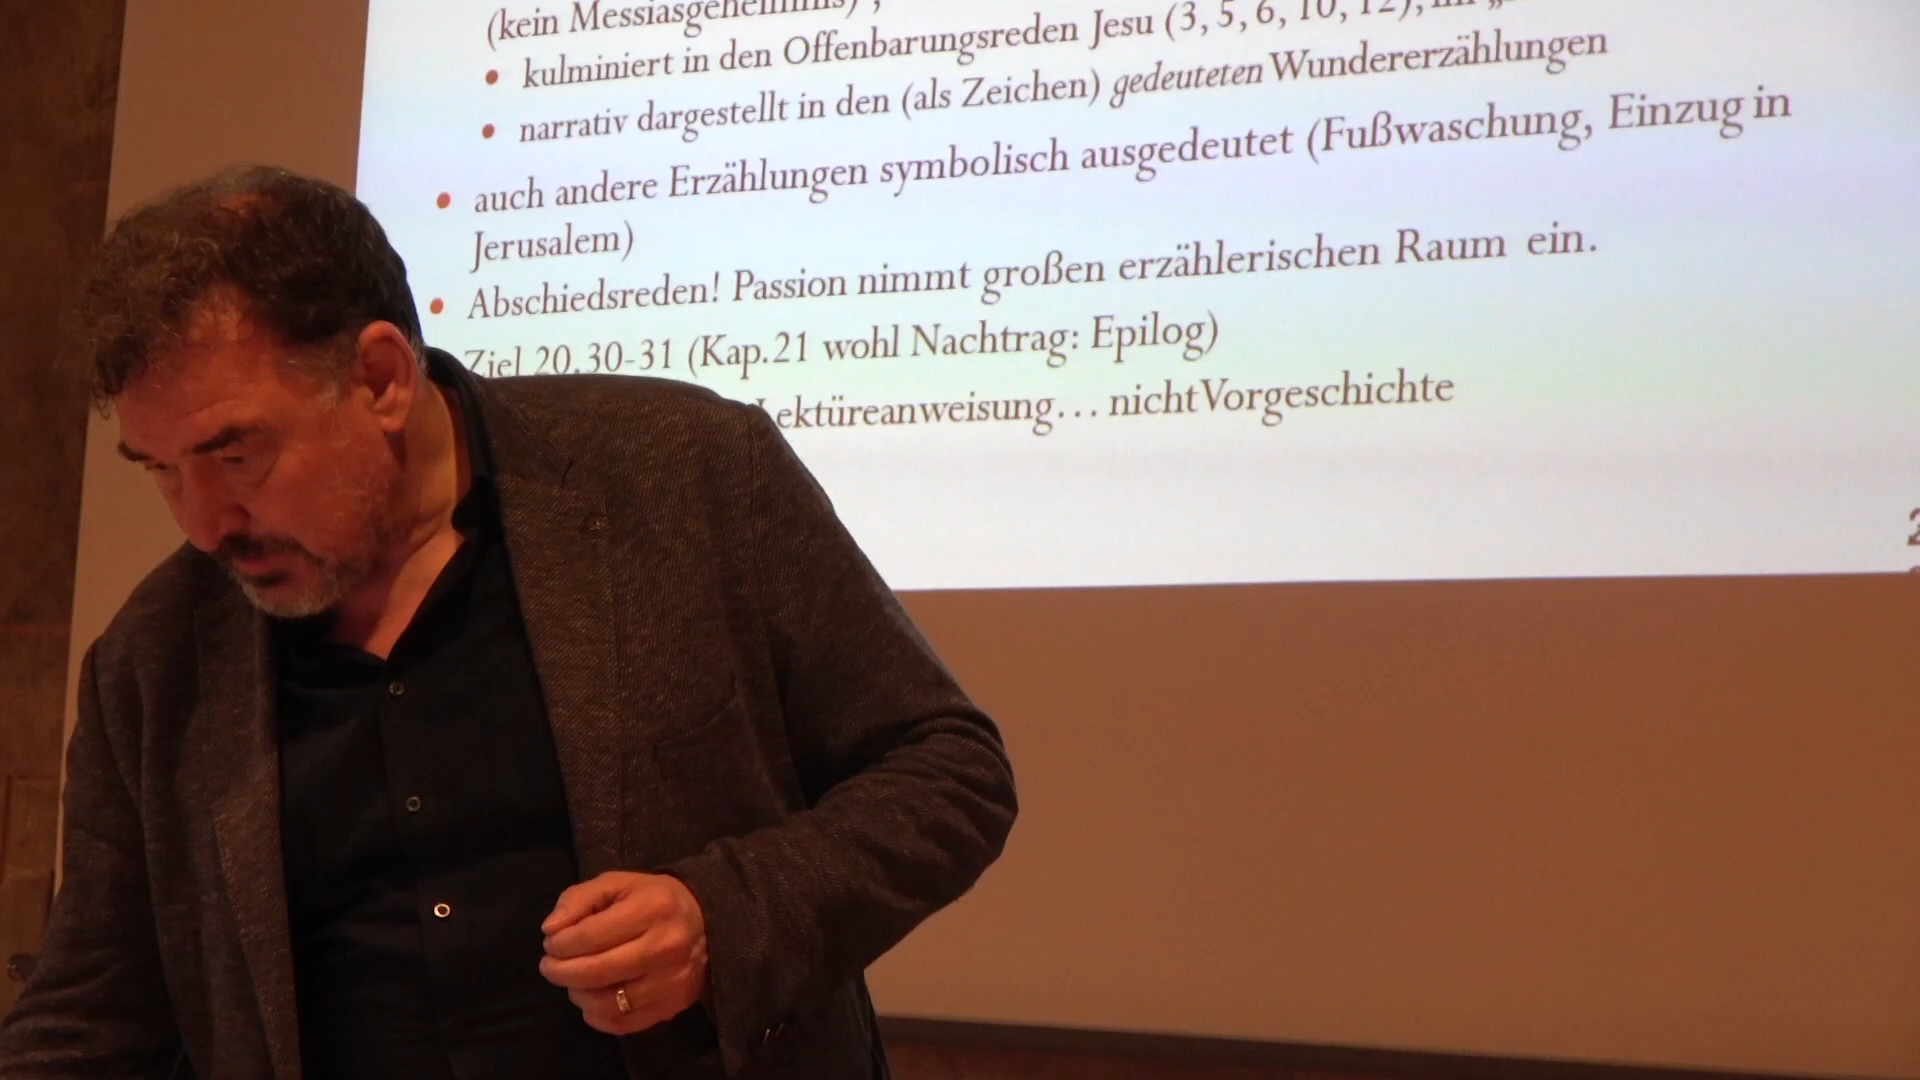 (kein Messiasgeheimnis) ,
• kulminiert in den Offenbarungsreden Jesu (3, 5, 6, 10, 12),
• narrativ dargestellt in den (als Zeichen) gedeuteten Wundererzählungen
• auch andere Erzählungen symbolisch ausgedeutet (Fußwaschung, Einzug in
Jerusalem)
• Abschiedsreden! Passion nimmt großen erzählerischen Raum ein.
Ziel 20,30-31 (Kap.21 wohl Nachtrag: Epilog)
ektüreanweisung… nicht Vorgeschichte
2